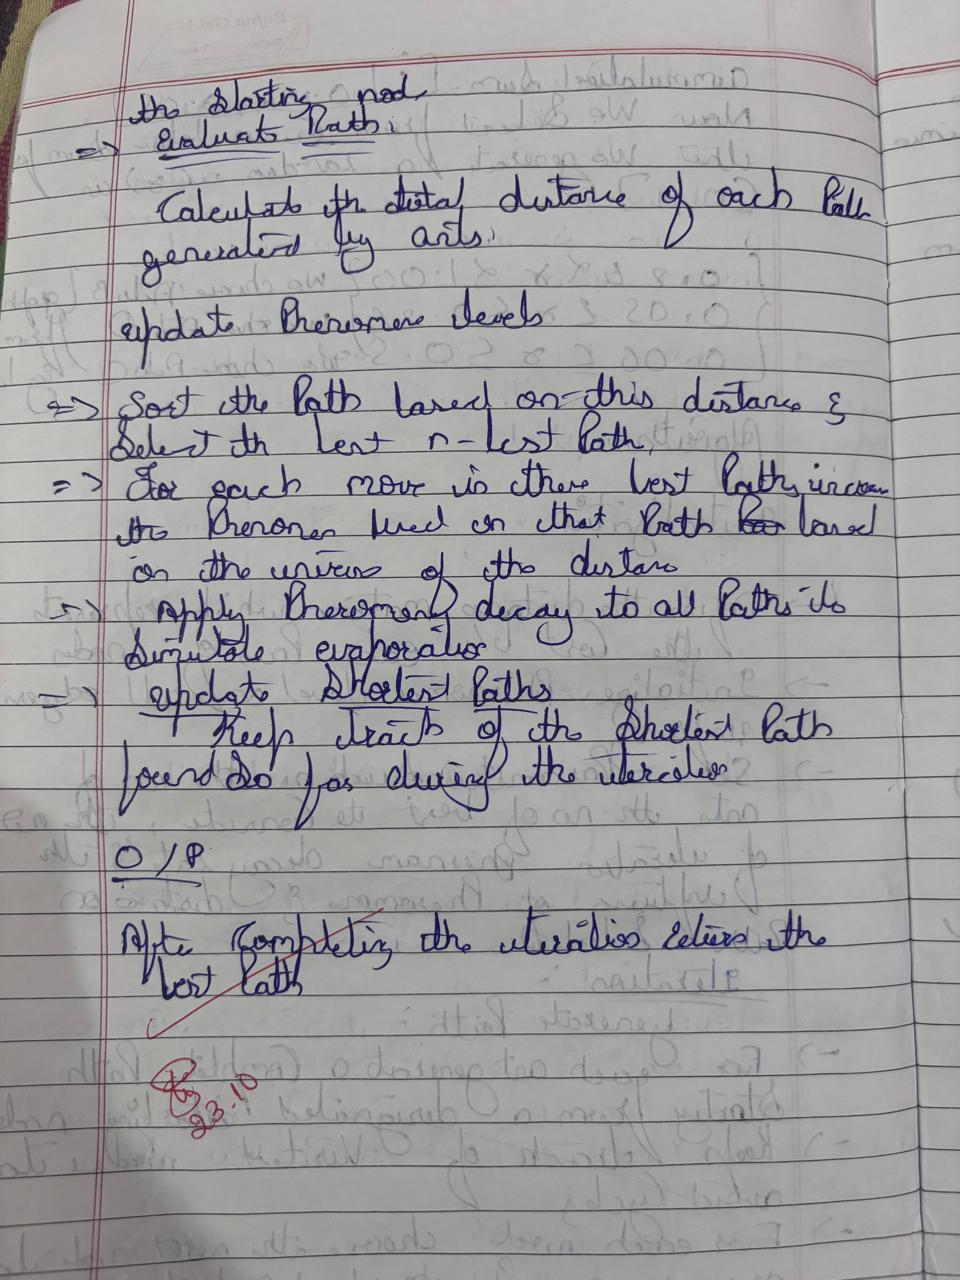 the starting node
=> Evaluate Path:
Calculate the total distance of each Path
generated by ants.
update Pheromone levels
=> Sort the Path based on this distance &
Select the best n-best Path.
=> For each move in these best Paths increase
the Pheromone level on that Path based
on the inverse of the distance
=> Apply Pheromone decay to all Paths to
Simulate evaporation
=> update Shortest Paths
Keep track of the Shortest Path
found so far during the iteration
O/P
After Completing the iteration return the
best Path
23.10